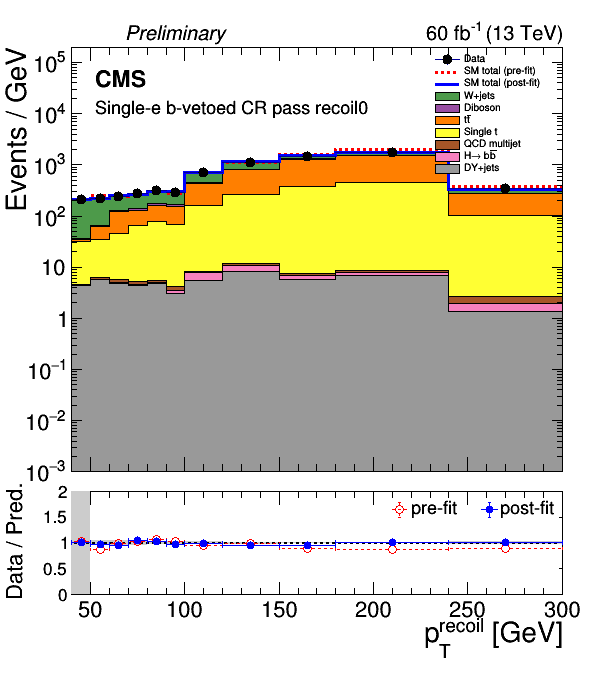 Preliminary 60 fb⁻¹ (13 TeV)
CMS
Single-e b-vetoed CR pass recoil0
Data
SM total (pre-fit)
SM total (post-fit)
W+jets
Diboson
tt̅
Single t
QCD multijet
H→ bb̅
DY+jets
Events / GeV
10⁵
10⁴
10³
10²
10
1
10⁻¹
10⁻²
10⁻³
pre-fit post-fit
Data / Pred.
2
1.5
1
0.5
0
50 100 150 200 250 300
p_T^recoil [GeV]